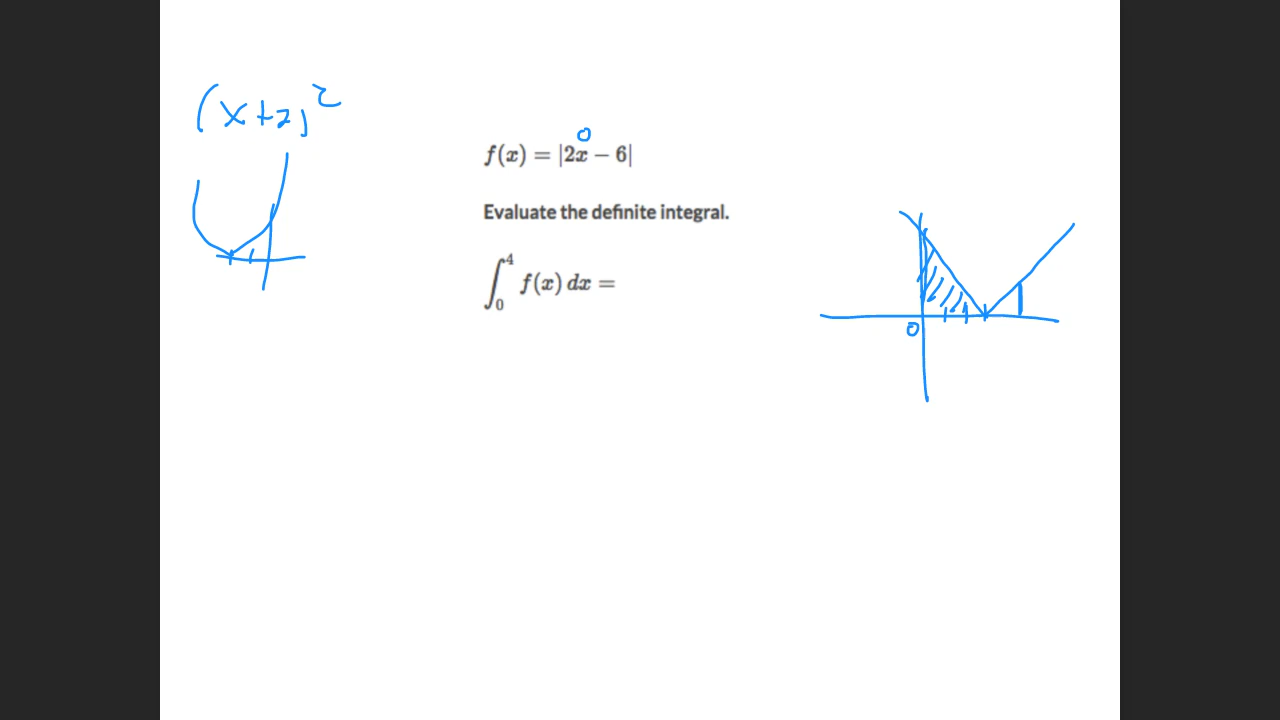 (x+2)²
0
f(x) = |2x − 6|
Evaluate the definite integral.
∫₀⁴ f(x) dx =
0